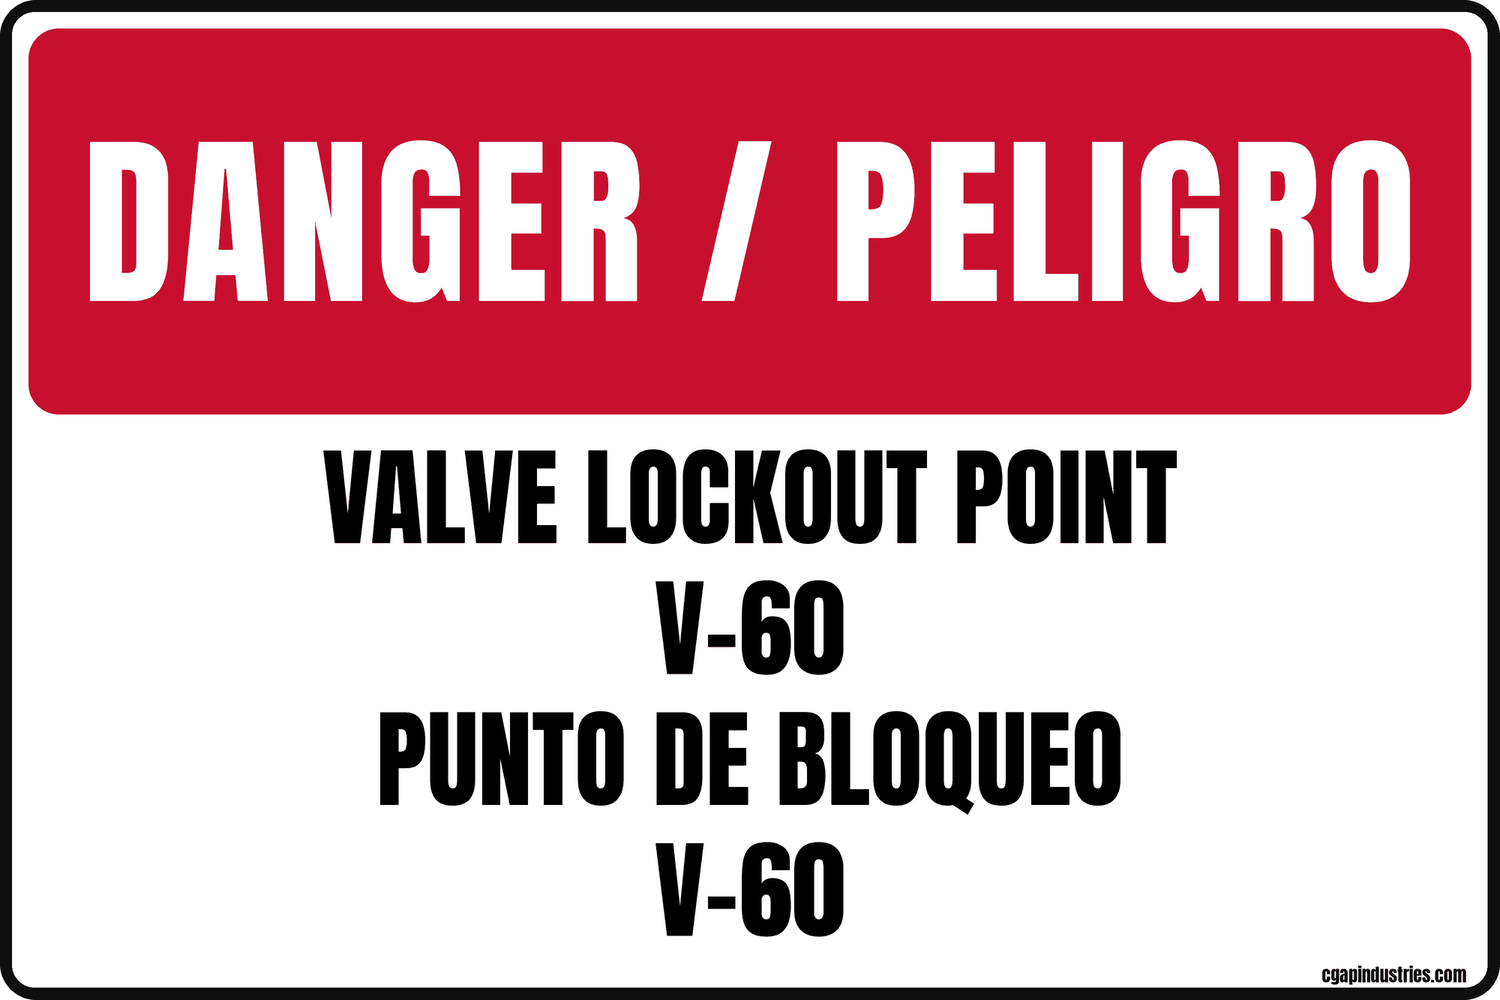 DANGER / PELIGRO
VALVE LOCKOUT POINT
V-60
PUNTO DE BLOQUEO
V-60
cgapindustries.com